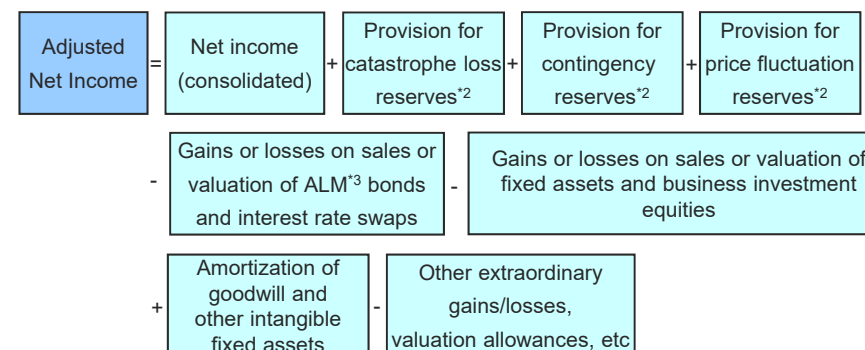 Adjusted
Net Income
=
Net income
(consolidated)
+
Provision for
catastrophe loss
reserves*2
+
Provision for
contingency
reserves*2
+
Provision for
price fluctuation
reserves*2
-
Gains or losses on sales or
valuation of ALM*3 bonds
and interest rate swaps
-
Gains or losses on sales or valuation of
fixed assets and business investment
equities
+
Amortization of
goodwill and
other intangible
fixed assets
-
Other extraordinary
gains/losses,
valuation allowances, etc